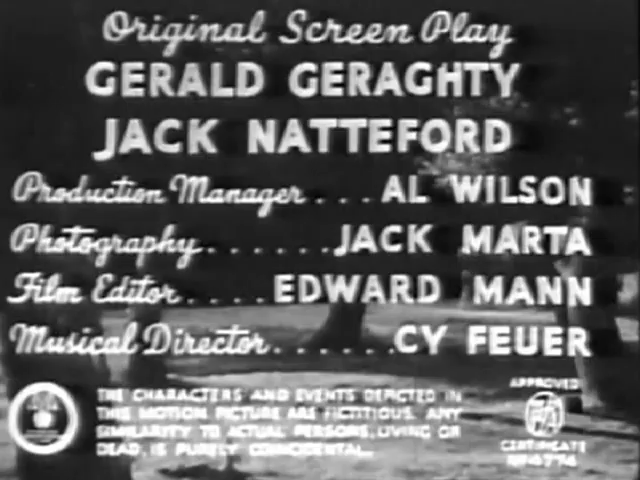 Original Screen Play
GERALD GERAGHTY
JACK NATTEFORD
Production Manager . . . AL WILSON
Photography . . . . . . . JACK MARTA
Film Editor . . . . . EDWARD MANN
Musical Director . . . . . . CY FEUER
THE CHARACTERS AND EVENTS DEPICTED IN
THIS MOTION PICTURE ARE FICTITIOUS. ANY
SIMILARITY TO ACTUAL PERSONS, LIVING OR
DEAD, IS PURELY COINCIDENTAL.
APPROVED
CERTIFICATE